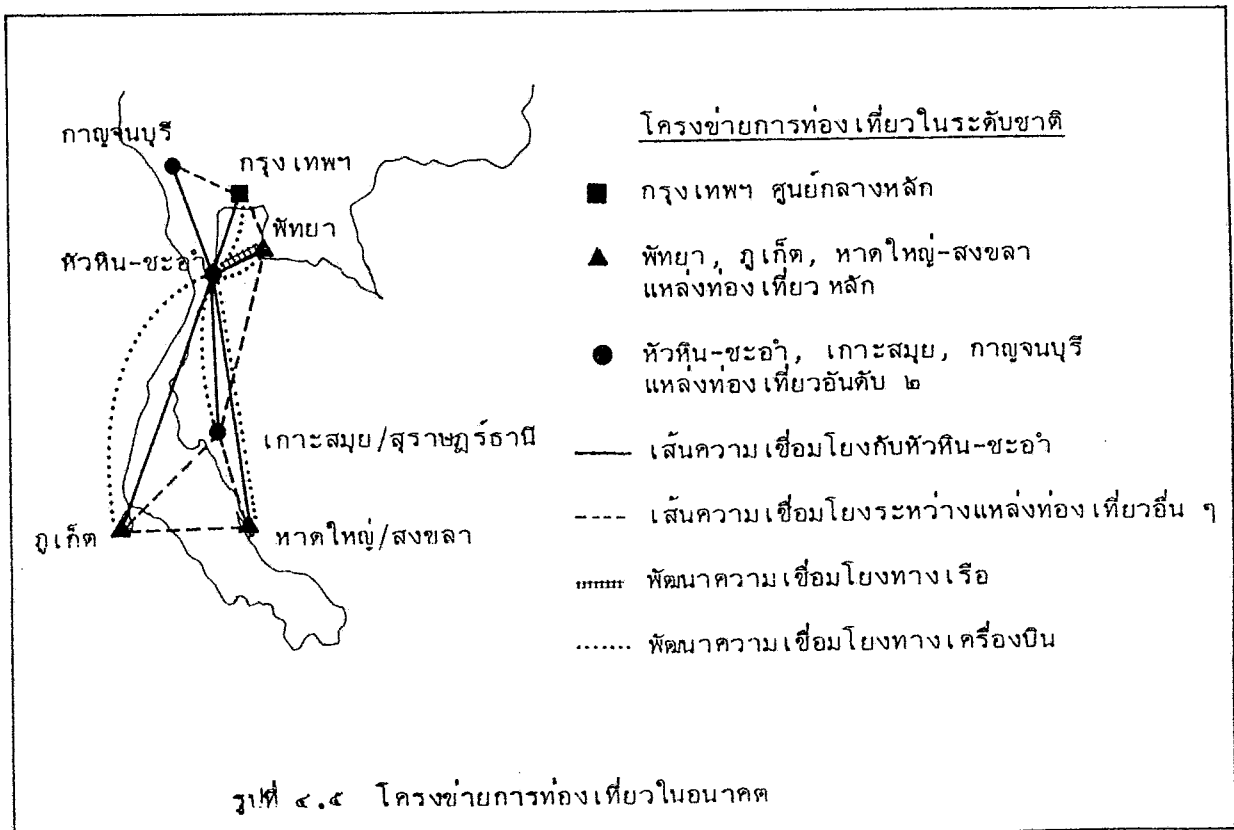 กาญจนบุรี
กรุงเทพฯ
พัทยา
หัวหิน-ชะอำ
เกาะสมุย/สุราษฎร์ธานี
ภูเก็ต
หาดใหญ่/สงขลา
โครงข่ายการท่องเที่ยวในระดับชาติ
กรุงเทพฯ ศูนย์กลางหลัก
พัทยา, ภูเก็ต, หาดใหญ่-สงขลา
แหล่งท่องเที่ยวหลัก
หัวหิน-ชะอำ, เกาะสมุย, กาญจนบุรี
แหล่งท่องเที่ยวอันดับ ๒
เส้นความเชื่อมโยงกับหัวหิน-ชะอำ
เส้นความเชื่อมโยงระหว่างแหล่งท่องเที่ยวอื่น ๆ
พัฒนาความเชื่อมโยงทางเรือ
พัฒนาความเชื่อมโยงทางเครื่องบิน
รูปที่ ๔.๕ โครงข่ายการท่องเที่ยวในอนาคต